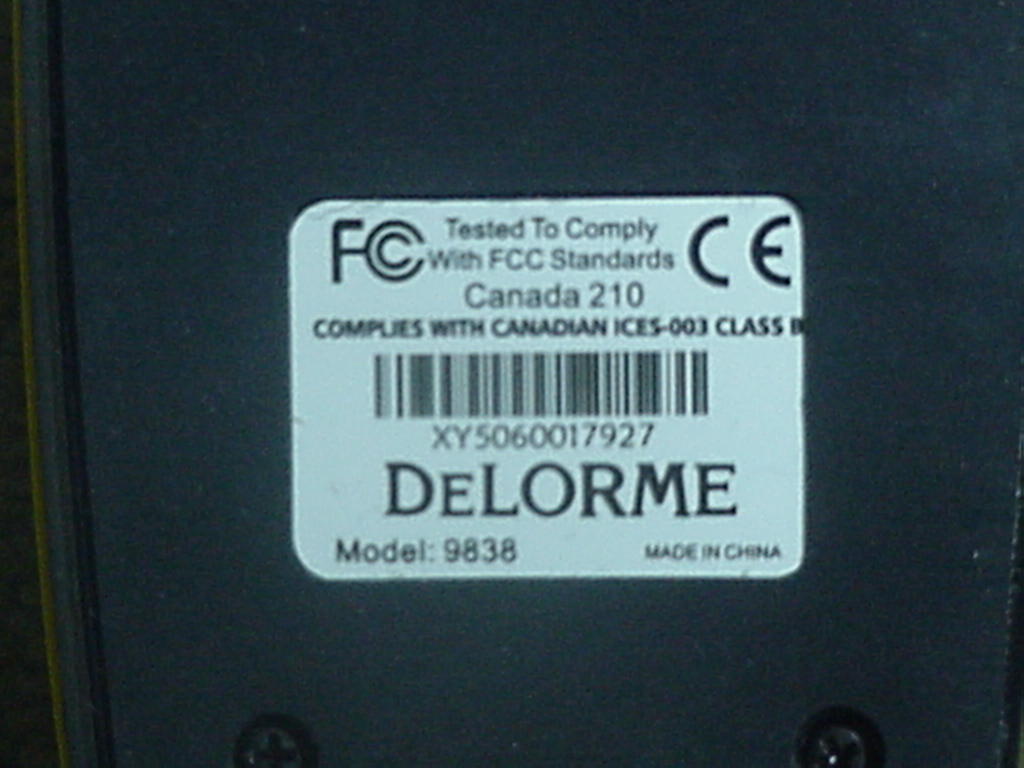 FC Tested To Comply CE
With FCC Standards
Canada 210
COMPLIES WITH CANADIAN ICES-003 CLASS B
XY5060017927
DELORME
Model: 9838 MADE IN CHINA